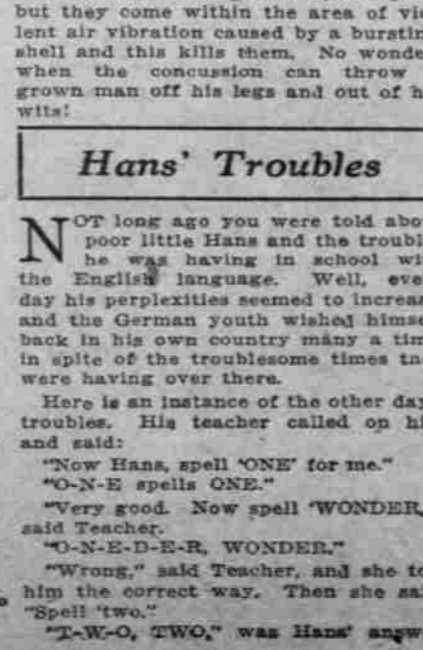 but they come within the area of vio
lent air vibration caused by a burstin
shell and this kills them. No wonde
when the concussion can throw
grown man off his legs and out of h
wits!
Hans' Troubles
NOT long ago you were told abo
poor little Hans and the troubl
he was having in school wi
the English language. Well, eve
day his perplexities seemed to increas
and the German youth wished himse
back in his own country many a tim
in spite of the troublesome times the
were having over there.
Here is an instance of the other day
troubles. His teacher called on hi
and said:
"Now Hans, spell 'ONE' for me."
"O-N-E spells ONE."
"Very good. Now spell 'WONDER,
said Teacher.
"O-N-E-D-E-R, WONDER."
"Wrong," said Teacher, and she to
him the correct way. Then she sai
"Spell 'two."
"T-W-O, TWO," was Hans' answ